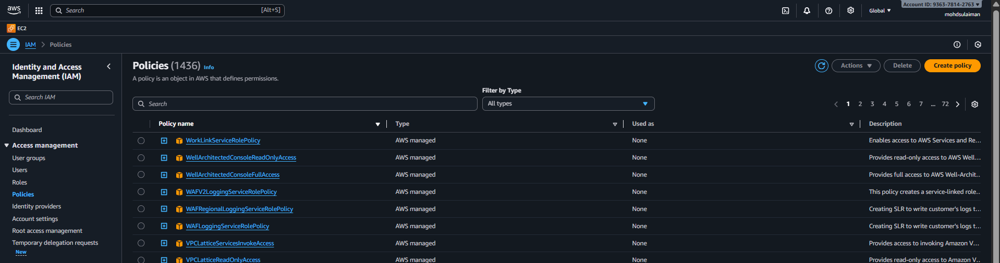 aws
Search [Alt+S]
Global
Account ID: 9363-7814-2763
mohdsulaiman
EC2
IAM > Policies
Identity and Access Management (IAM)
Search IAM
Dashboard
Access management
User groups
Users
Roles
Policies
Identity providers
Account settings
Root access management
Temporary delegation requests
New
Policies (1436) Info
A policy is an object in AWS that defines permissions.
Actions
Delete
Create policy
Filter by Type
Search
All types
1 2 3 4 5 6 7 ... 72
Policy name Type Used as Description
WorkLinkServiceRolePolicy AWS managed None Enables access to AWS Services and Re...
WellArchitectedConsoleReadOnlyAccess AWS managed None Provides read-only access to AWS Well...
WellArchitectedConsoleFullAccess AWS managed None Provides full access to AWS Well-Archit...
WAFV2LoggingServiceRolePolicy AWS managed None This policy creates a service-linked role...
WAFRegionalLoggingServiceRolePolicy AWS managed None Creating SLR to write customer's logs t...
WAFLoggingServiceRolePolicy AWS managed None Creating SLR to write customer's logs t...
VPCLatticeServicesInvokeAccess AWS managed None Provides access to invoking Amazon V...
VPCLatticeReadOnlyAccess AWS managed None Provides read-only access to Amazon V...